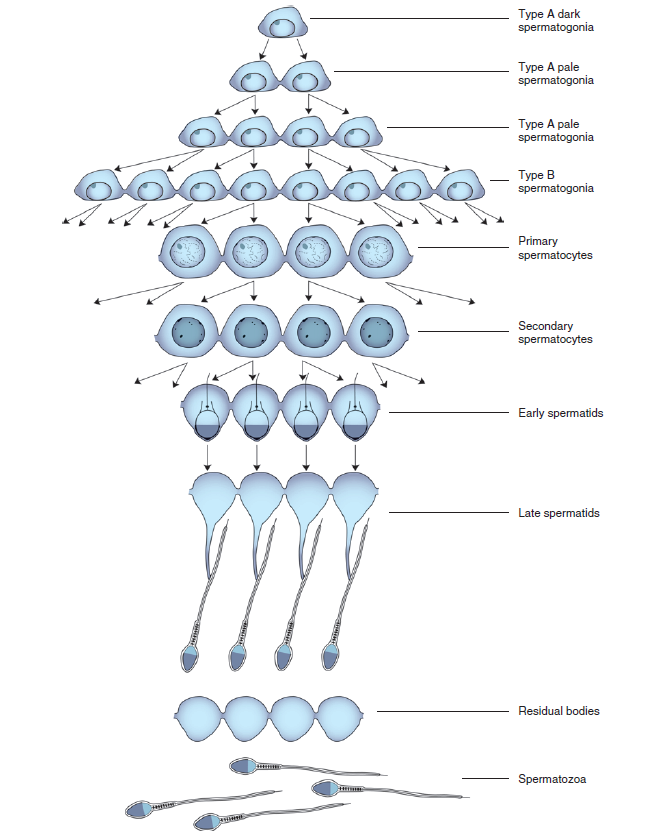 Type A dark
spermatogonia
Type A pale
spermatogonia
Type A pale
spermatogonia
Type B
spermatogonia
Primary
spermatocytes
Secondary
spermatocytes
Early spermatids
Late spermatids
Residual bodies
Spermatozoa